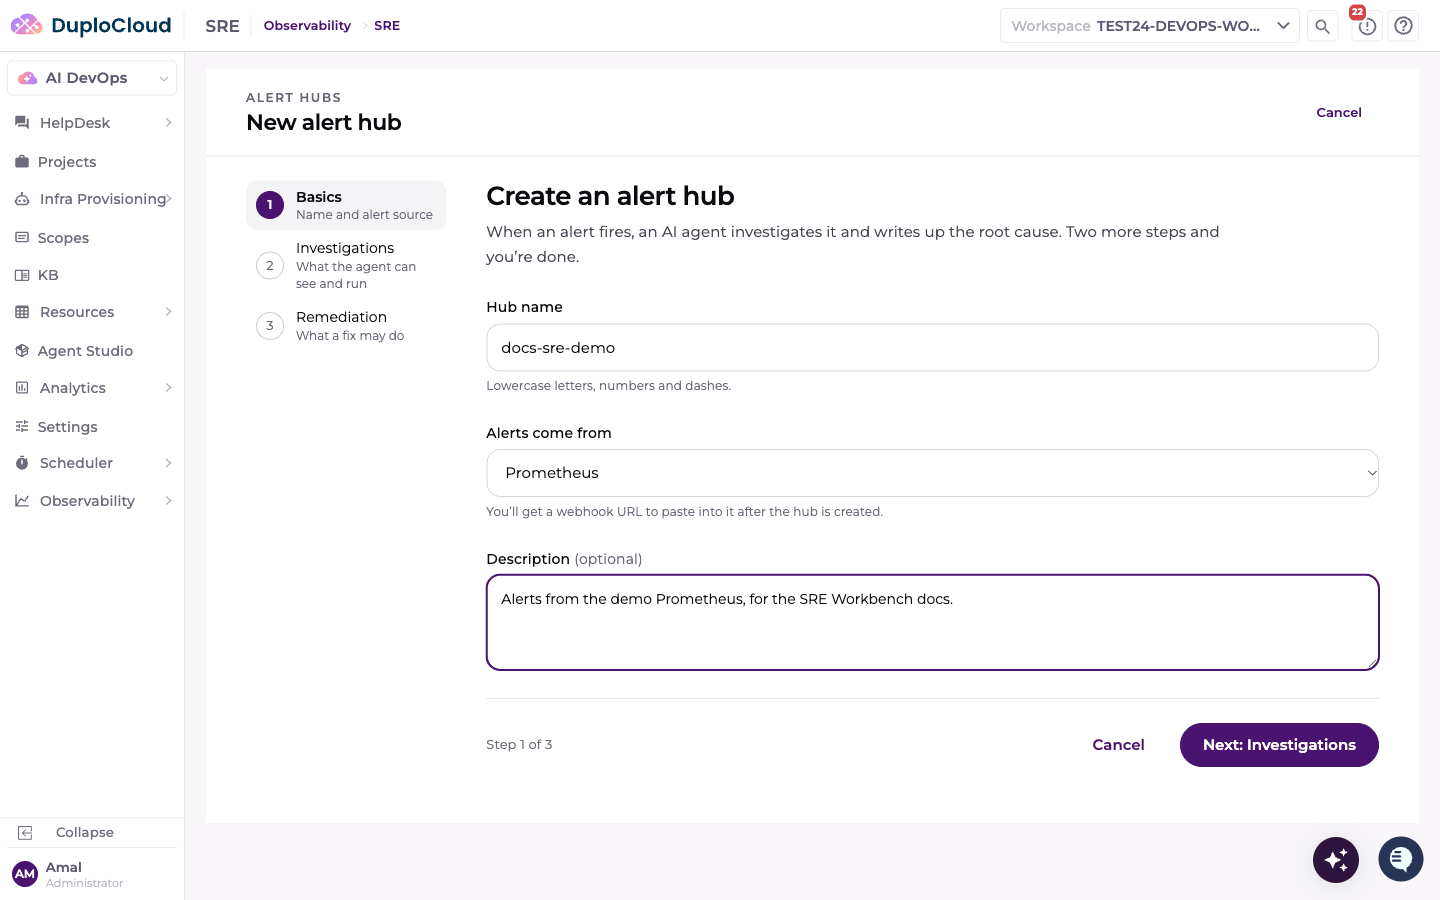 DuploCloud
SRE
Observability
SRE
Workspace TEST24-DEVOPS-WO...
22
AI DevOps
HelpDesk
Projects
Infra Provisioning
Scopes
KB
Resources
Agent Studio
Analytics
Settings
Scheduler
Observability
Collapse
AM
Amal
Administrator
ALERT HUBS
New alert hub
Cancel
1
Basics
Name and alert source
2
Investigations
What the agent can
see and run
3
Remediation
What a fix may do
Create an alert hub
When an alert fires, an AI agent investigates it and writes up the root cause. Two more steps and
you’re done.
Hub name
docs-sre-demo
Lowercase letters, numbers and dashes.
Alerts come from
Prometheus
You’ll get a webhook URL to paste into it after the hub is created.
Description (optional)
Alerts from the demo Prometheus, for the SRE Workbench docs.
Step 1 of 3
Cancel
Next: Investigations